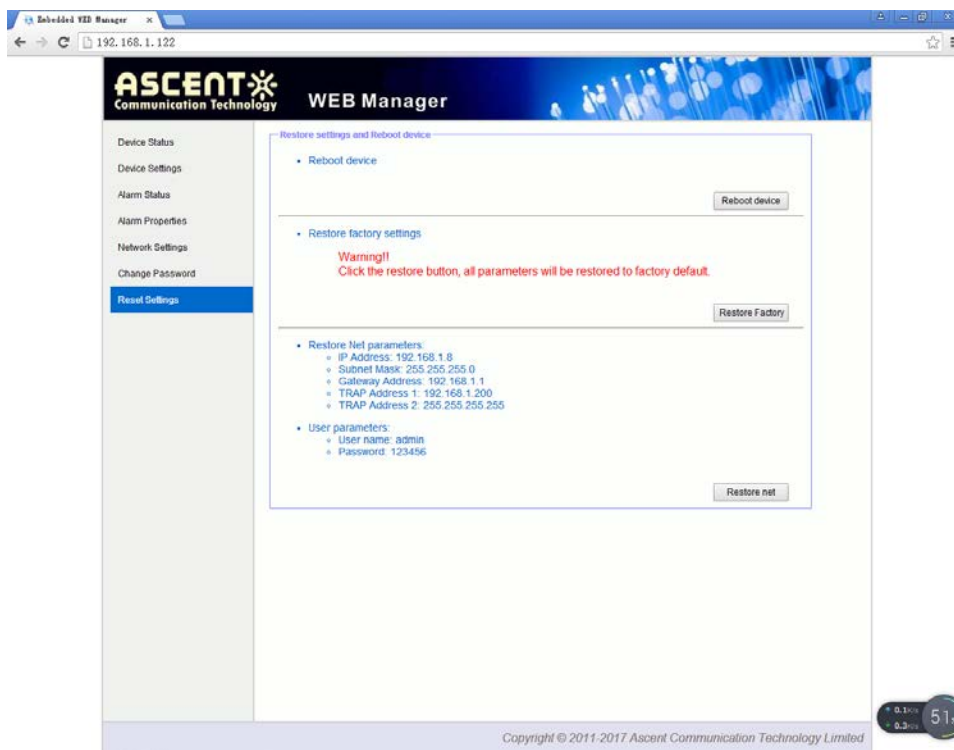 Embedded WEB Manager
192.168.1.122
ASCENT
Communication Technology
WEB Manager
Device Status
Device Settings
Alarm Status
Alarm Properties
Network Settings
Change Password
Reset Settings
Restore settings and Reboot device
Reboot device
Reboot device
Restore factory settings
Warning!!
Click the restore button, all parameters will be restored to factory default.
Restore Factory
Restore Net parameters:
IP Address: 192.168.1.8
Subnet Mask: 255.255.255.0
Gateway Address: 192.168.1.1
TRAP Address 1: 192.168.1.200
TRAP Address 2: 255.255.255.255
User parameters:
User name: admin
Password: 123456
Restore net
Copyright © 2011-2017 Ascent Communication Technology Limited
0.1K/s
0.3K/s
51